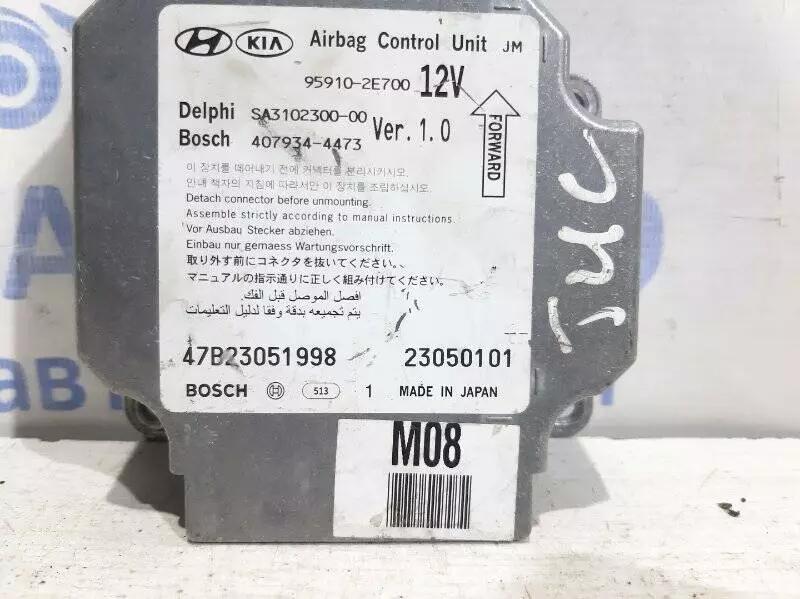 HYUNDAI KIA Airbag Control Unit JM
95910-2E700 12V
Delphi SA3102300-00
Bosch 407934-4473 Ver. 1.0
FORWARD
이 장치를 떼어내기 전에 커넥터를 분리시키시오.
안내 책자의 지침에 따라서만 이 장치를 조립하십시오.
Detach connector before unmounting.
Assemble strictly according to manual instructions.
Vor Ausbau Stecker abziehen.
Einbau nur gemaess Wartungsvorschrift.
取り外す前にコネクタを抜いてください。
マニュアルの指示通りに正しく組み付けてください。
افصل الموصل قبل الفك.
يتم تجميعه بدقة وفقا لدليل التعليمات
47B23051998 23050101
BOSCH 513 1 MADE IN JAPAN
M08